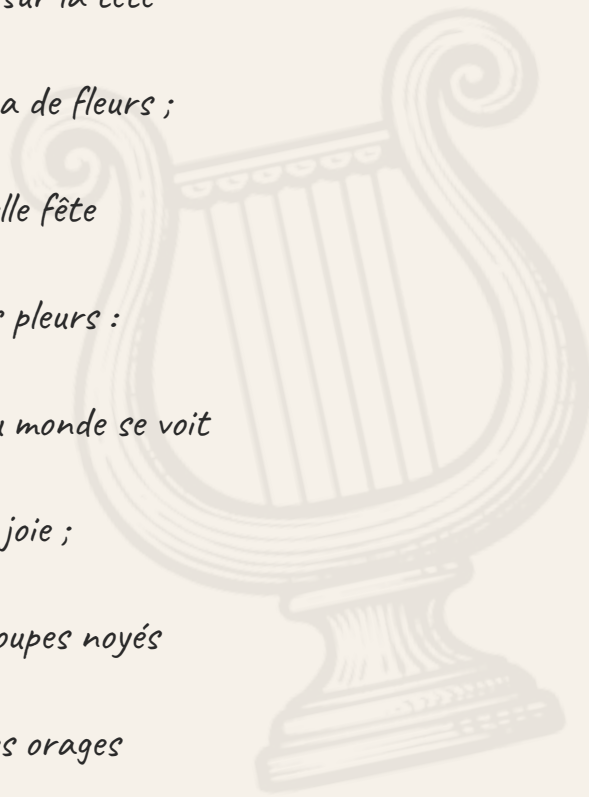 sur la tête
a de fleurs ;
lle fête
s pleurs :
u monde se voit
joie ;
oupes noyés
s orages